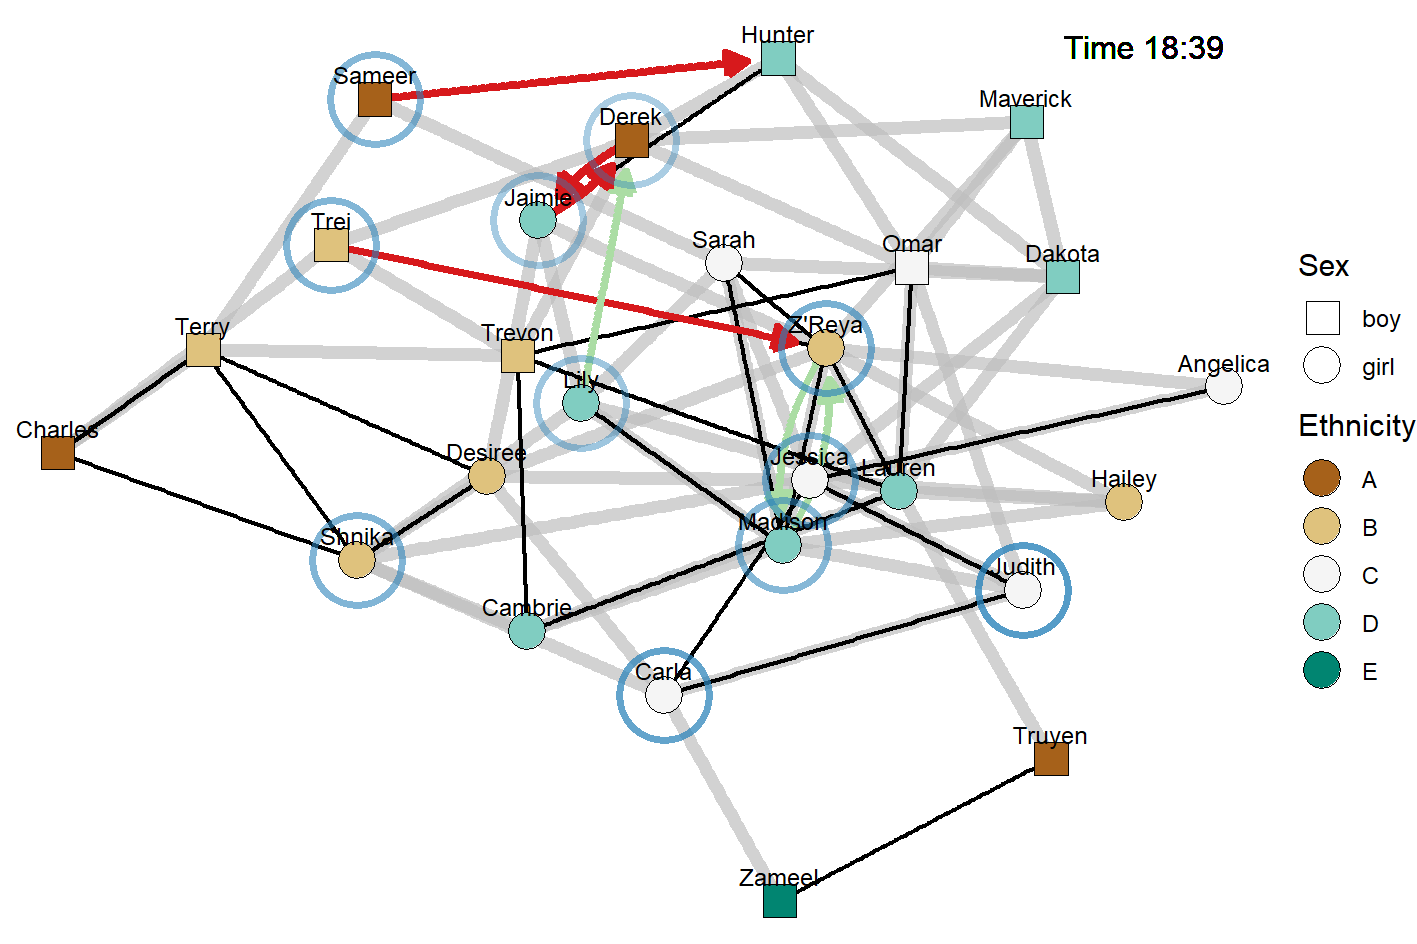 Hunter
Time 18:39
Sameer
Maverick
Derek
Jaimie
Trei
Sarah
Omar
Dakota
Sex
boy
girl
Terry
Trevon
Z'Reya
Angelica
Lily
Charles
Desiree
Jessica
Lauren
Hailey
Ethnicity
A
B
C
D
E
Shnika
Madison
Judith
Cambrie
Carla
Truyen
Zameel